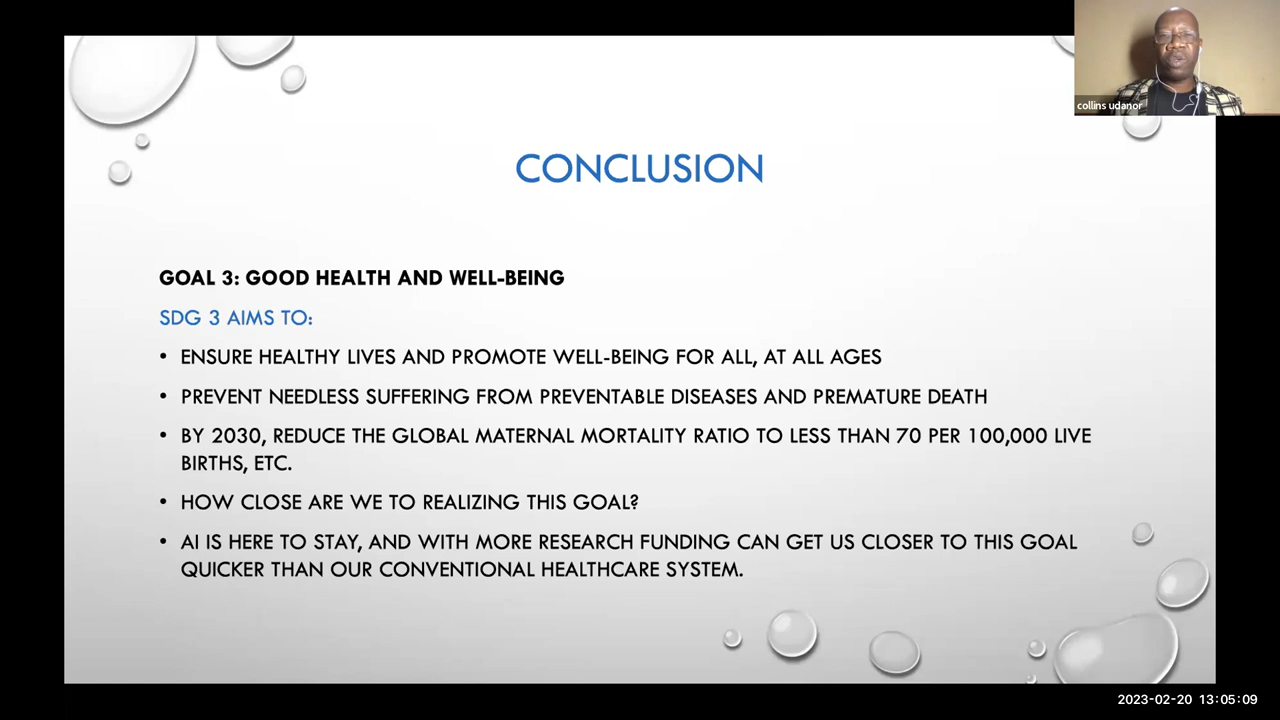 collins udanor
CONCLUSION
GOAL 3: GOOD HEALTH AND WELL-BEING
SDG 3 AIMS TO:
• ENSURE HEALTHY LIVES AND PROMOTE WELL-BEING FOR ALL, AT ALL AGES
• PREVENT NEEDLESS SUFFERING FROM PREVENTABLE DISEASES AND PREMATURE DEATH
• BY 2030, REDUCE THE GLOBAL MATERNAL MORTALITY RATIO TO LESS THAN 70 PER 100,000 LIVE
BIRTHS, ETC.
• HOW CLOSE ARE WE TO REALIZING THIS GOAL?
• AI IS HERE TO STAY, AND WITH MORE RESEARCH FUNDING CAN GET US CLOSER TO THIS GOAL
QUICKER THAN OUR CONVENTIONAL HEALTHCARE SYSTEM.
2023-02-20 13:05:09